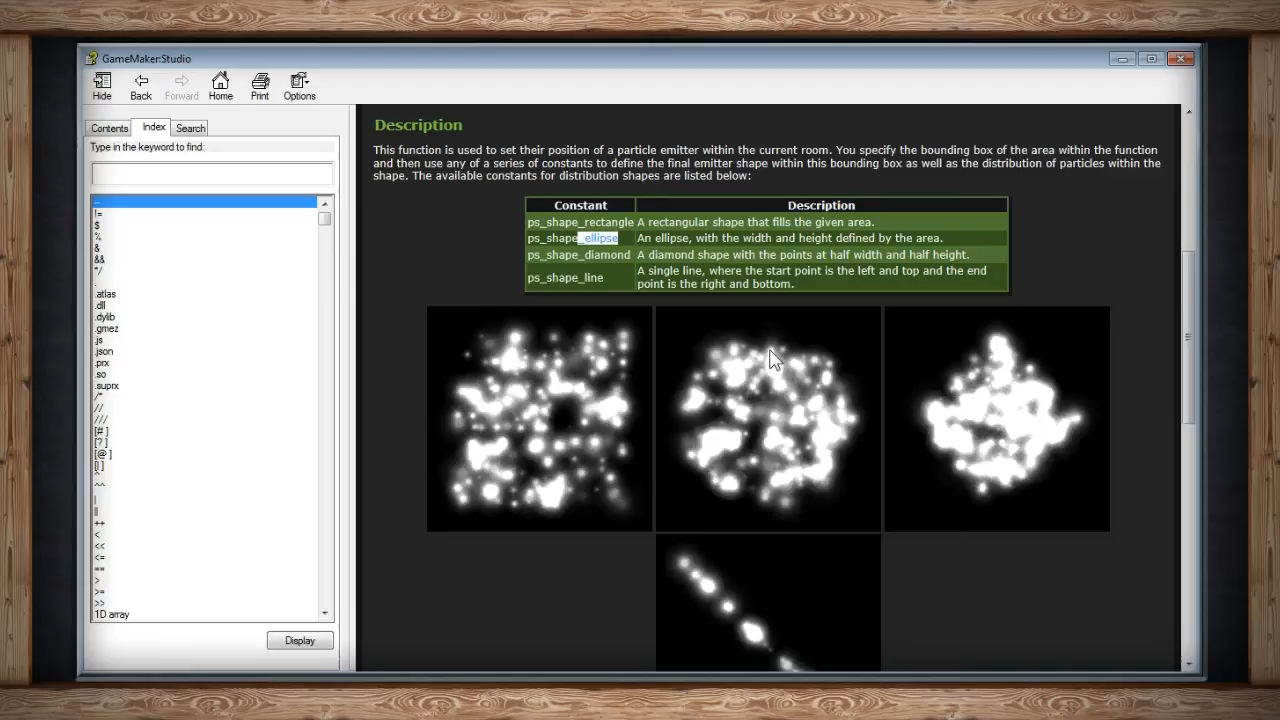 GameMaker:Studio
Hide Back Forward Home Print Options
Contents Index Search
Type in the keyword to find:
--
!=
$
%
&
&&
*/
.
.atlas
.dll
.dylib
.gmez
.js
.json
.prx
.so
.suprx
/*
//
///
[# ]
[? ]
[@ ]
[| ]
^
^^
|
||
++
<
<<
<=
==
>
>=
>>
1D array
Display
Description
This function is used to set their position of a particle emitter within the current room. You specify the bounding box of the area within the function
and then use any of a series of constants to define the final emitter shape within this bounding box as well as the distribution of particles within the
shape. The available constants for distribution shapes are listed below:
Constant Description
ps_shape_rectangle A rectangular shape that fills the given area.
ps_shape_ellipse An ellipse, with the width and height defined by the area.
ps_shape_diamond A diamond shape with the points at half width and half height.
ps_shape_line A single line, where the start point is the left and top and the end
point is the right and bottom.